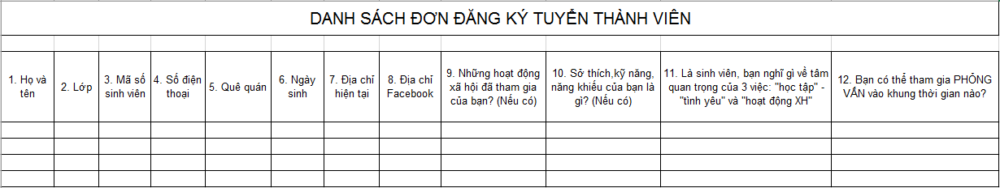 DANH SÁCH ĐƠN ĐĂNG KÝ TUYỂN THÀNH VIÊN
1. Họ và
tên
2. Lớp
3. Mã số
sinh viên
4. Số điện
thoại
5. Quê quán
6. Ngày
sinh
7. Địa chỉ
hiện tại
8. Địa chỉ
Facebook
9. Những hoạt động
xã hội đã tham gia
của bạn? (Nếu có)
10. Sở thích,kỹ năng,
năng khiếu của bạn là
gì? (Nếu có)
11. Là sinh viên, bạn nghĩ gì về tầm
quan trọng của 3 việc: "học tập" -
"tình yêu" và "hoạt động XH"
12. Bạn có thể tham gia PHỎNG
VẤN vào khung thời gian nào?